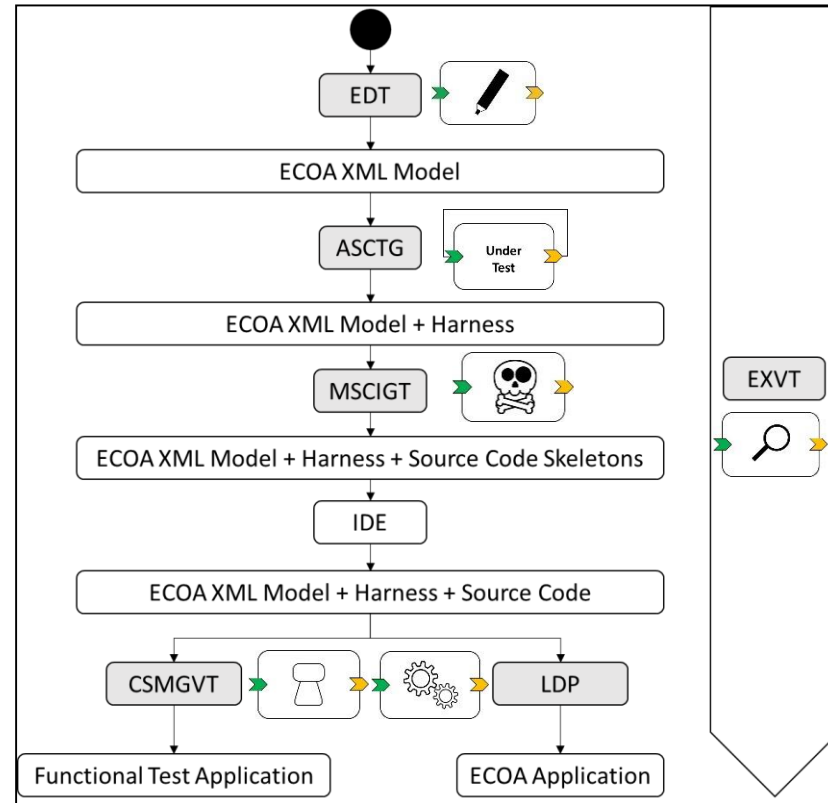 EDT
ECOA XML Model
ASCTG
Under
Test
ECOA XML Model + Harness
MSCIGT
EXVT
ECOA XML Model + Harness + Source Code Skeletons
IDE
ECOA XML Model + Harness + Source Code
CSMGVT
LDP
Functional Test Application
ECOA Application